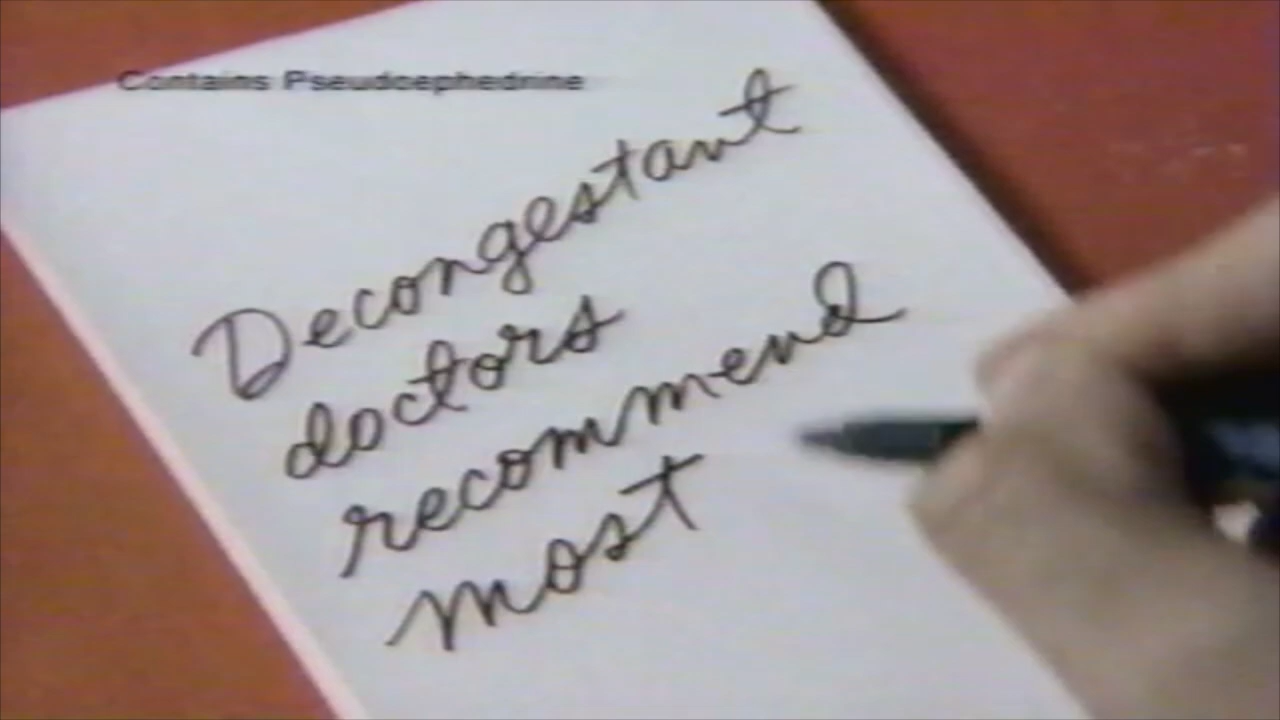 Contains Pseudoephedrine
Decongestant
doctors
recommend
most